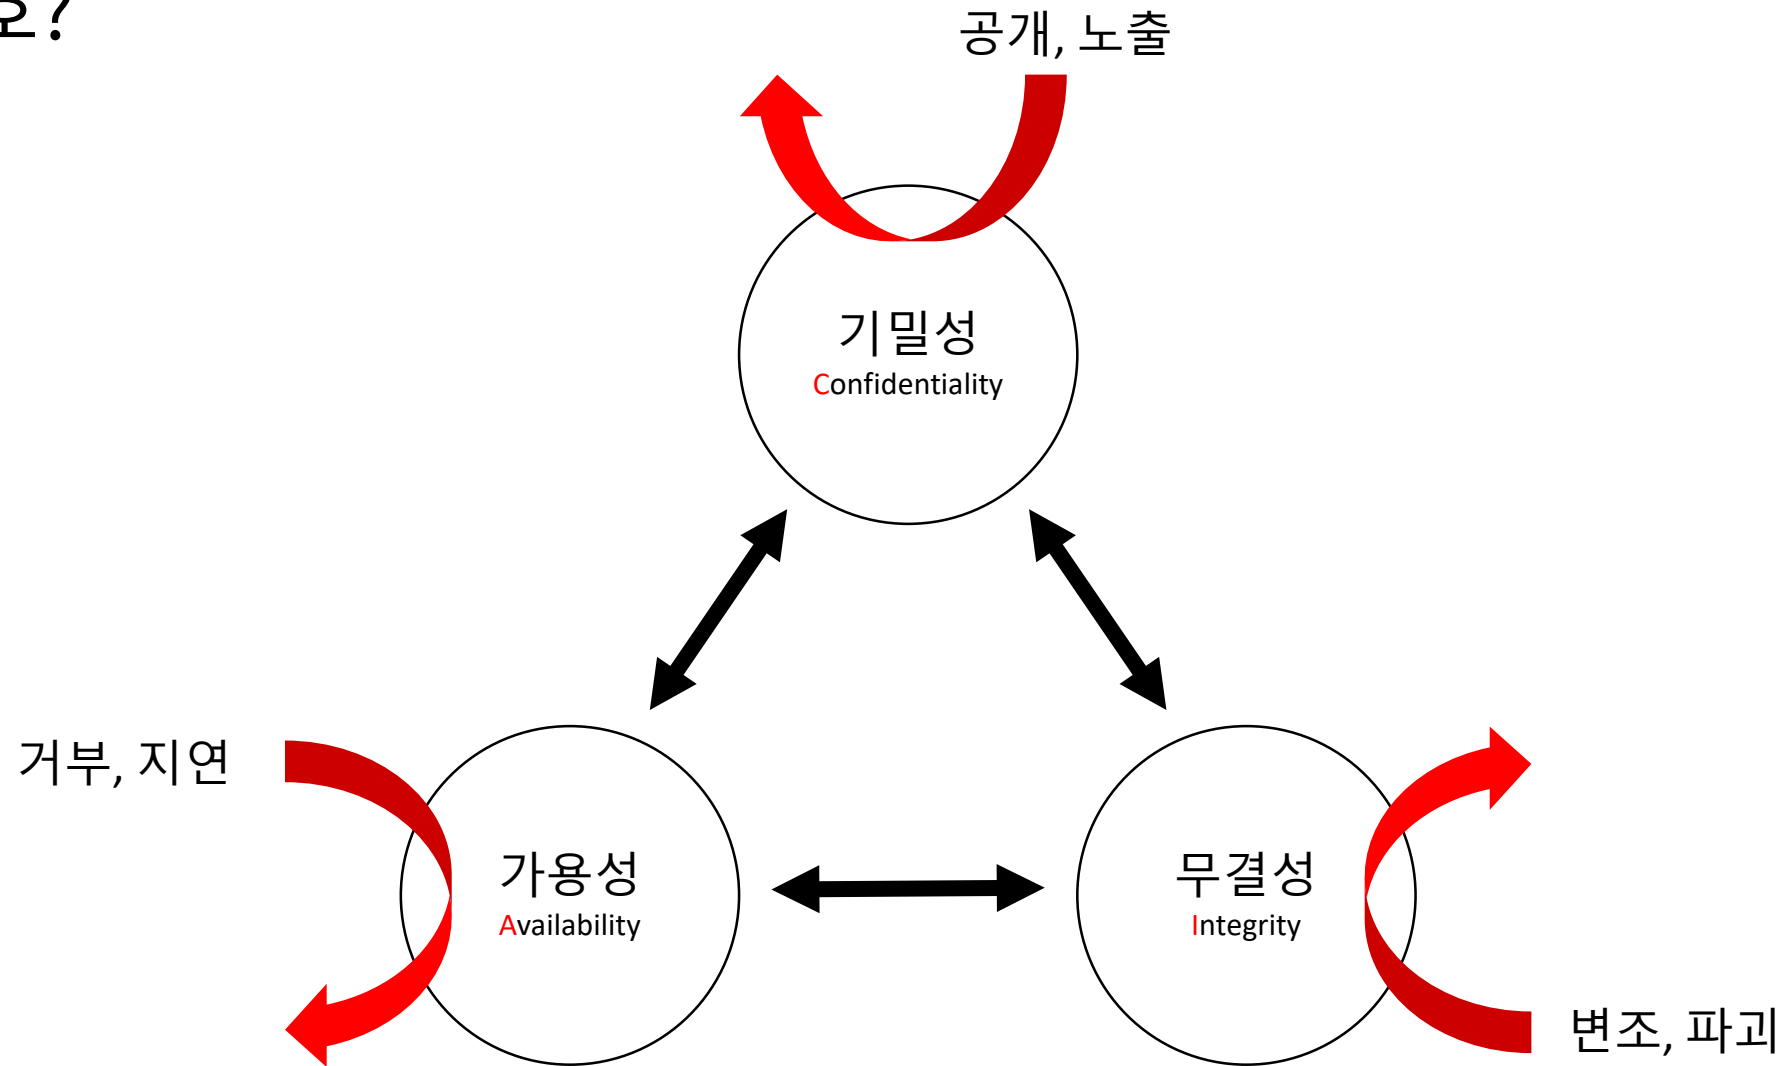 공개, 노출
기밀성
Confidentiality
거부, 지연
가용성
Availability
무결성
Integrity
변조, 파괴